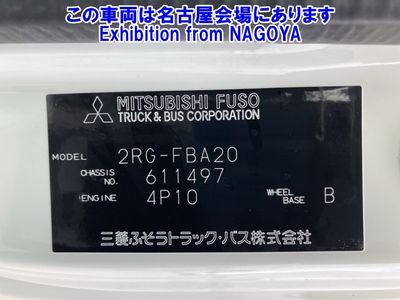 この車両は名古屋会場にあります
Exhibition from NAGOYA
MITSUBISHI FUSO
TRUCK & BUS CORPORATION
MODEL 2RG-FBA20
CHASSIS NO. 611497
ENGINE 4P10 WHEEL BASE B
三菱ふそうトラック・バス株式会社